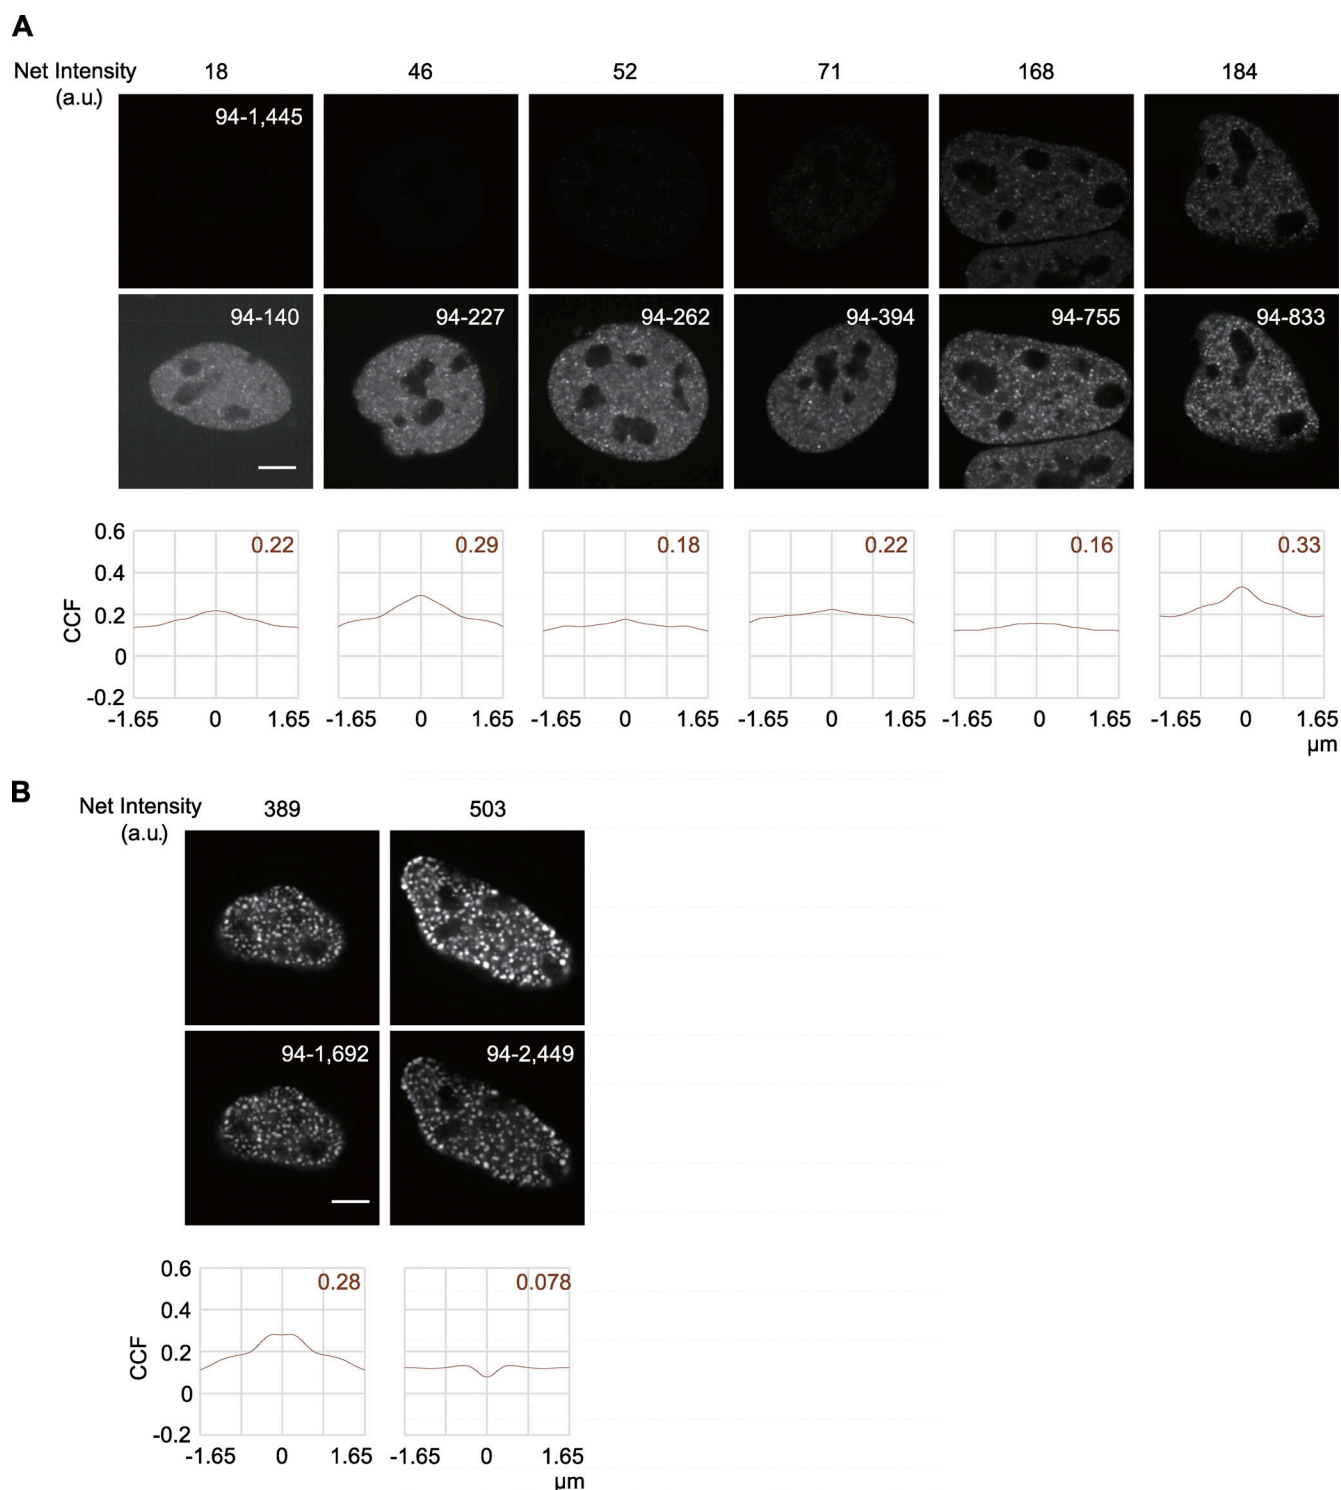 A
Net Intensity 18 46 52 71 168 184
(a.u.)
94-1,445
94-140 94-227 94-262 94-394 94-755 94-833
0.6 0.22 0.29 0.18 0.22 0.16 0.33
0.4
CCF
0.2
0
-0.2
-1.65 0 1.65 -1.65 0 1.65 -1.65 0 1.65 -1.65 0 1.65 -1.65 0 1.65 -1.65 0 1.65
µm
B
Net Intensity 389 503
(a.u.)
94-1,692 94-2,449
0.6 0.28 0.078
0.4
CCF
0.2
0
-0.2
-1.65 0 1.65 -1.65 0 1.65
µm